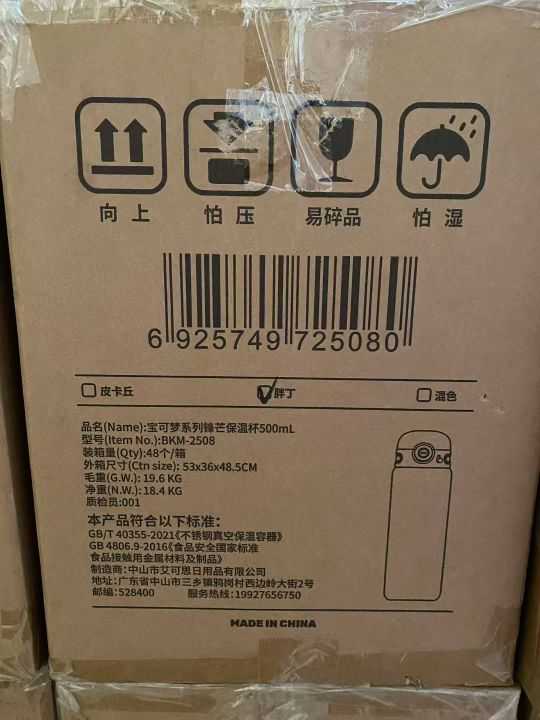 向上 怕压 易碎品 怕湿
6 925749 725080
皮卡丘 胖丁 混色
品名(Name):宝可梦系列锋芒保温杯500mL
型号(Item No.):BKM-2508
装箱量(Qty):48个/箱
外箱尺寸(Ctn size): 53x36x48.5CM
毛重(G.W.): 19.6 KG
净重(N.W.): 18.4 KG
质检员:001
本产品符合以下标准:
GB/T 40355-2021《不锈钢真空保温容器》
GB 4806.9-2016《食品安全国家标准
食品接触用金属材料及制品》
制造商:中山市艾可思日用品有限公司
地址:广东省中山市三乡镇鸦岗村西边岭大街2号
邮编:528400 服务热线:19927656750
MADE IN CHINA